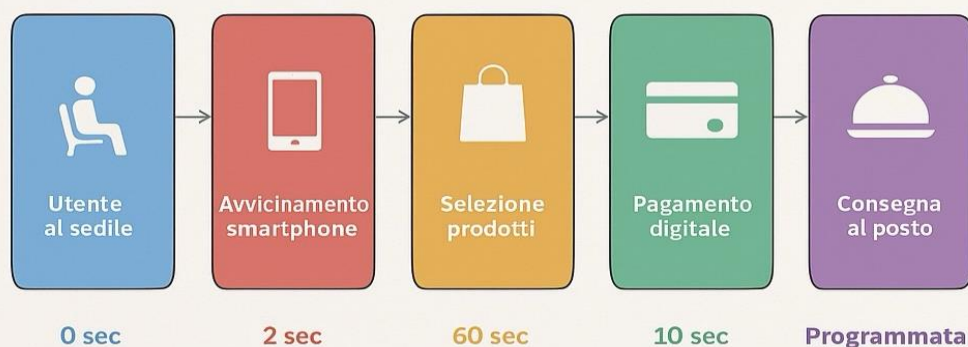 Utente
al sedile
Avvicinamento
smartphone
Selezione
prodotti
Pagamento
digitale
Consegna
al posto
0 sec
2 sec
60 sec
10 sec
Programmata